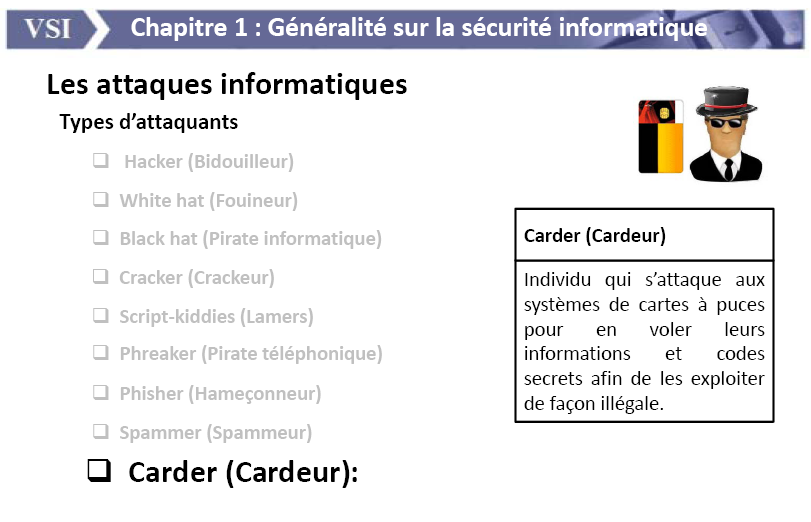 VSI
Chapitre 1 : Généralité sur la sécurité informatique
Les attaques informatiques
Types d’attaquants
Hacker (Bidouilleur)
White hat (Fouineur)
Black hat (Pirate informatique)
Cracker (Crackeur)
Script-kiddies (Lamers)
Phreaker (Pirate téléphonique)
Phisher (Hameçonneur)
Spammer (Spammeur)
Carder (Cardeur):
Carder (Cardeur)
Individu qui s’attaque aux
systèmes de cartes à puces
pour en voler leurs
informations et codes
secrets afin de les exploiter
de façon illégale.